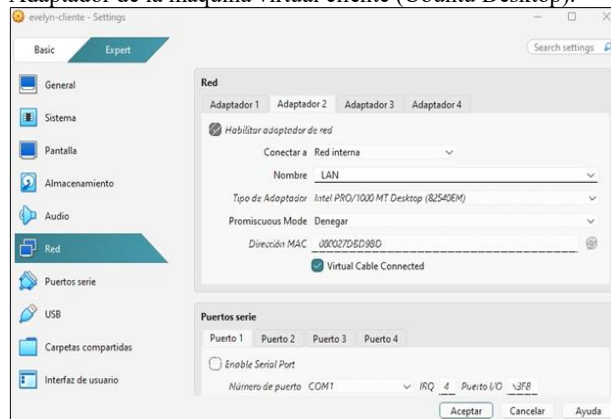 Adaptador de la máquina virtual cliente (Ubuntu Desktop).
evelyn-cliente - Settings
Basic Expert Search settings
General
Sistema
Pantalla
Almacenamiento
Audio
Red
Puertos serie
USB
Carpetas compartidas
Interfaz de usuario
Red
Adaptador 1 Adaptador 2 Adaptador 3 Adaptador 4
Habilitar adaptador de red
Conectar a Red interna
Nombre LAN
Tipo de Adaptador Intel PRO/1000 MT Desktop (82540EM)
Promiscuous Mode Denegar
Dirección MAC
Virtual Cable Connected
Puertos serie
Puerto 1 Puerto 2 Puerto 3 Puerto 4
Enable Serial Port
Número de puerto COM1 IRQ 4 Puerto I/O
Aceptar Cancelar Ayuda